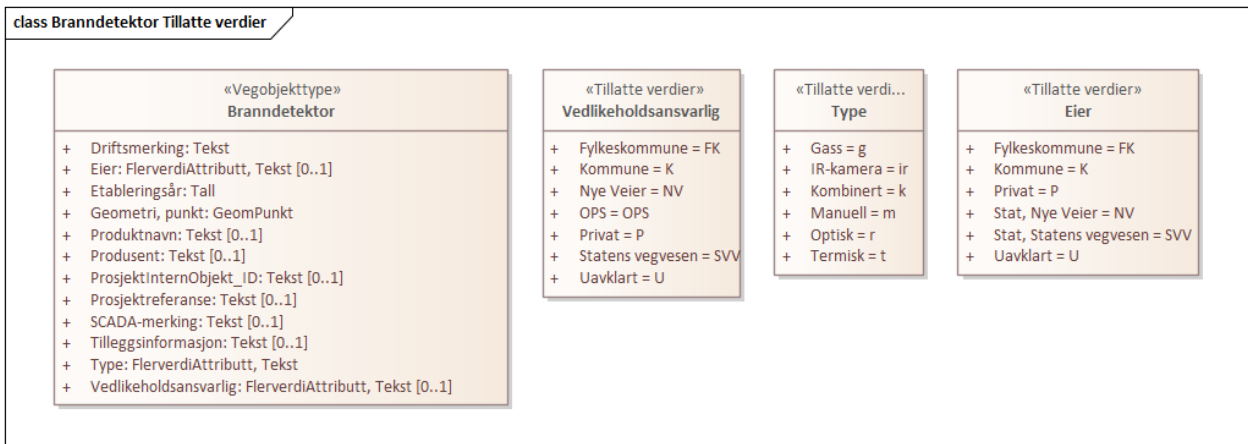 class Branndetektor Tillatte verdier
«Vegobjekttype»
Branndetektor
+ Driftsmerking: Tekst
+ Eier: FlerverdiAttributt, Tekst [0..1]
+ Etableringsår: Tall
+ Geometri, punkt: GeomPunkt
+ Produktnavn: Tekst [0..1]
+ Produsent: Tekst [0..1]
+ ProsjektInternObjekt_ID: Tekst [0..1]
+ Prosjektreferanse: Tekst [0..1]
+ SCADA-merking: Tekst [0..1]
+ Tilleggsinformasjon: Tekst [0..1]
+ Type: FlerverdiAttributt, Tekst
+ Vedlikeholdsansvarlig: FlerverdiAttributt, Tekst [0..1]
«Tillatte verdier»
Vedlikeholdsansvarlig
+ Fylkeskommune = FK
+ Kommune = K
+ Nye Veier = NV
+ OPS = OPS
+ Privat = P
+ Statens vegvesen = SVV
+ Uavklart = U
«Tillatte verdi...
Type
+ Gass = g
+ IR-kamera = ir
+ Kombinert = k
+ Manuell = m
+ Optisk = r
+ Termisk = t
«Tillatte verdier»
Eier
+ Fylkeskommune = FK
+ Kommune = K
+ Privat = P
+ Stat, Nye Veier = NV
+ Stat, Statens vegvesen = SVV
+ Uavklart = U